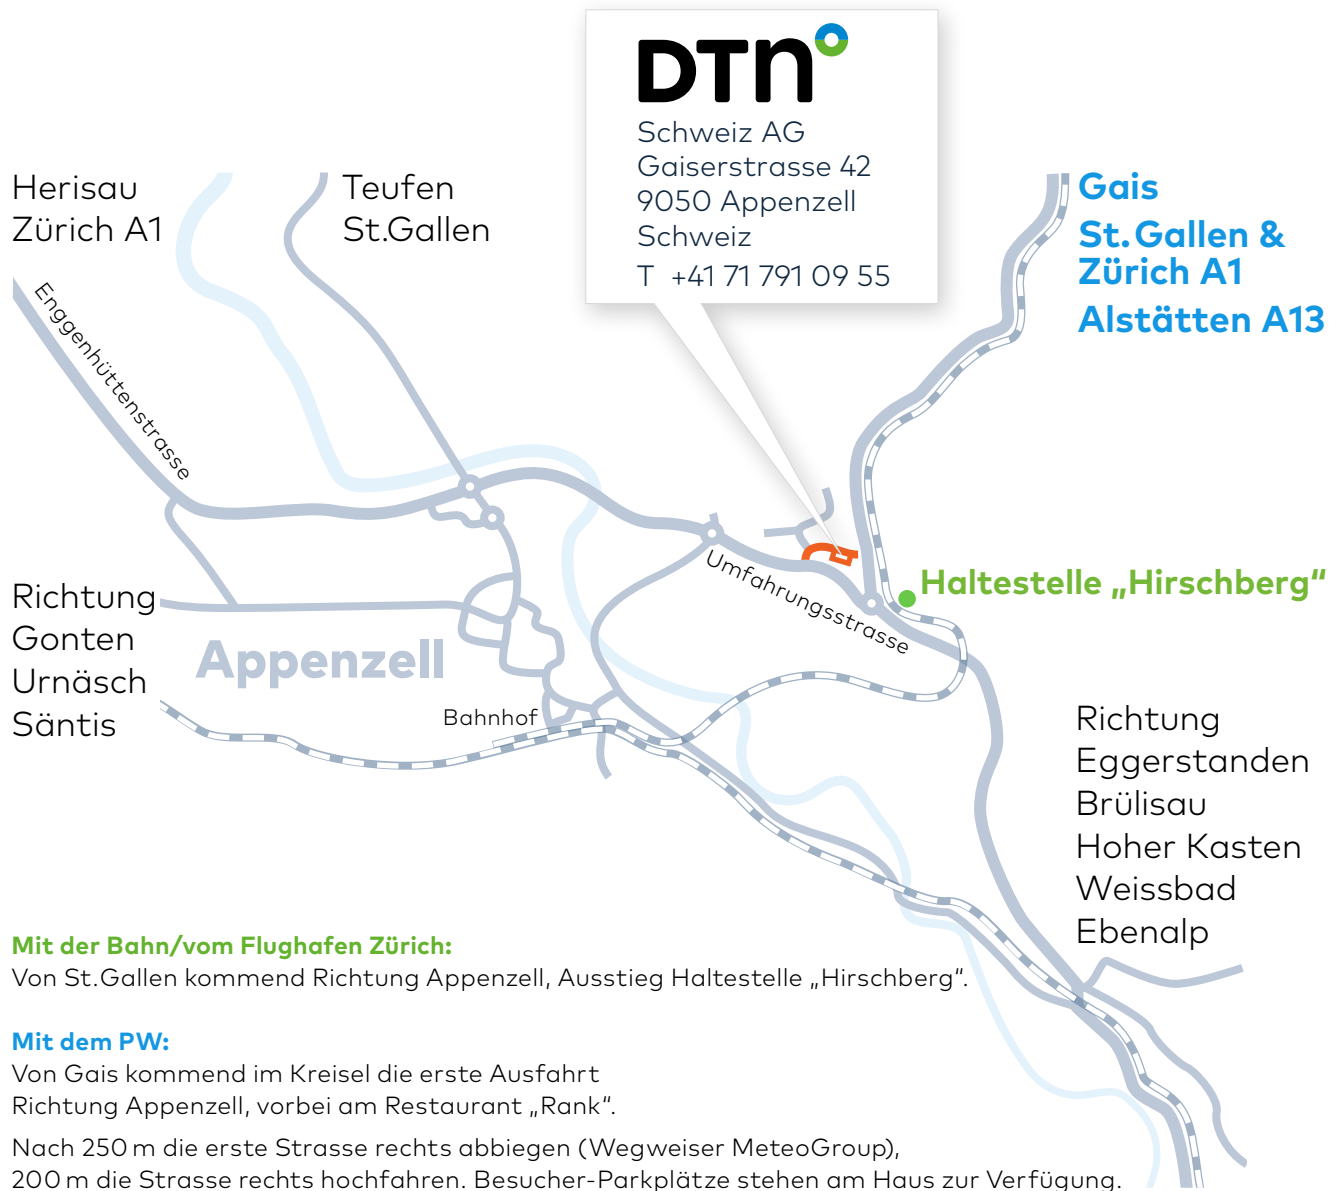 DTN
Schweiz AG
Gaiserstrasse 42
9050 Appenzell
Schweiz
T +41 71 791 09 55
Herisau
Zürich A1
Teufen
St.Gallen
Gais
St.Gallen &
Zürich A1
Alstätten A13
Enggenhüttenstrasse
Umfahrungsstrasse
Haltestelle „Hirschberg“
Richtung
Gonten
Urnäsch
Säntis
Appenzell
Bahnhof
Richtung
Eggerstanden
Brülisau
Hoher Kasten
Weissbad
Ebenalp
Mit der Bahn/vom Flughafen Zürich:
Von St.Gallen kommend Richtung Appenzell, Ausstieg Haltestelle „Hirschberg“.
Mit dem PW:
Von Gais kommend im Kreisel die erste Ausfahrt
Richtung Appenzell, vorbei am Restaurant „Rank“.
Nach 250 m die erste Strasse rechts abbiegen (Wegweiser MeteoGroup),
200 m die Strasse rechts hochfahren. Besucher-Parkplätze stehen am Haus zur Verfügung.